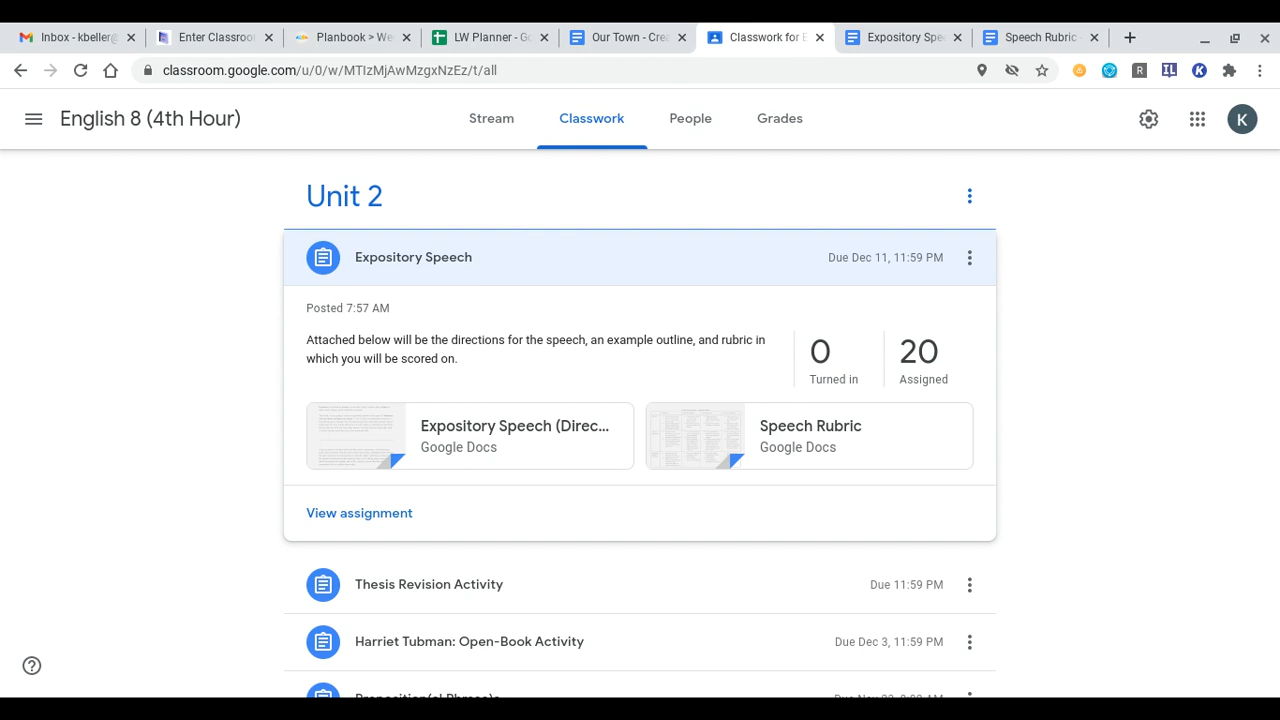 Inbox - kbeller@
Enter Classroo
Planbook > We
LW Planner - Go
Our Town - Crea
Classwork for E
Expository Spe
Speech Rubric -
classroom.google.com/u/0/w/MTIzMjAwMzgxNzEz/t/all
English 8 (4th Hour)
Stream
Classwork
People
Grades
K
Unit 2
Expository Speech
Due Dec 11, 11:59 PM
Posted 7:57 AM
Attached below will be the directions for the speech, an example outline, and rubric in
which you will be scored on.
0
Turned in
20
Assigned
Expository Speech (Direc...
Google Docs
Speech Rubric
Google Docs
View assignment
Thesis Revision Activity
Due 11:59 PM
Harriet Tubman: Open-Book Activity
Due Dec 3, 11:59 PM